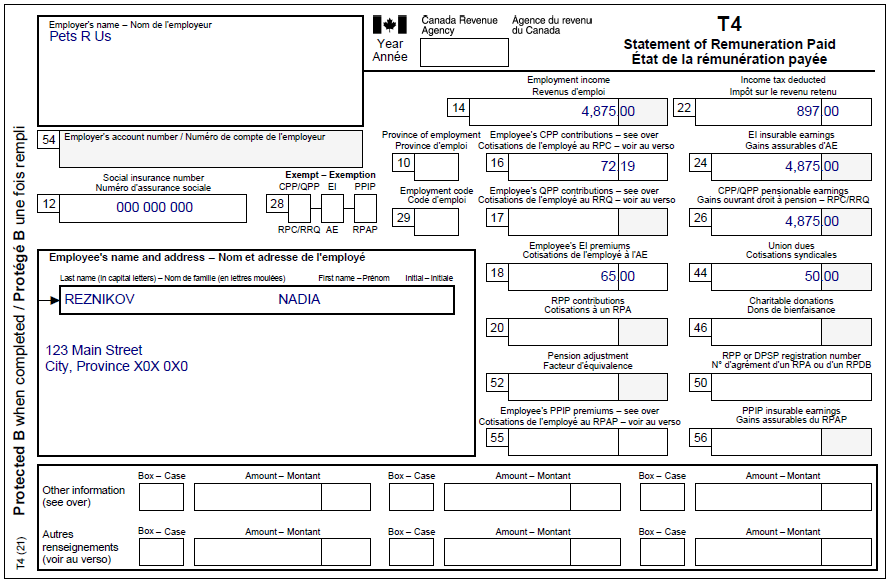 Employer's name – Nom de l'employeur
Pets R Us
Year
Année
Canada Revenue Agency
Agence du revenu du Canada
T4
Statement of Remuneration Paid
État de la rémunération payée
Employment income
Revenus d'emploi
14 4,875.00
Income tax deducted
Impôt sur le revenu retenu
22 897.00
54 Employer's account number / Numéro de compte de l'employeur
Province of employment
Province d'emploi
10
Employee's CPP contributions – see over
Cotisations de l'employé au RPC – voir au verso
16 72.19
EI insurable earnings
Gains assurables d'AE
24 4,875.00
Social insurance number
Numéro d'assurance sociale
12 000 000 000
Exempt – Exemption
CPP/QPP EI PPIP
28
RPC/RRQ AE RPAP
Employment code
Code d'emploi
29
Employee's QPP contributions – see over
Cotisations de l'employé au RRQ – voir au verso
17
CPP/QPP pensionable earnings
Gains ouvrant droit à pension – RPC/RRQ
26 4,875.00
Employee's name and address – Nom et adresse de l'employé
Last name (in capital letters) – Nom de famille (en lettres moulées) First name – Prénom Initial – Initiale
REZNIKOV NADIA
123 Main Street
City, Province X0X 0X0
Employee's EI premiums
Cotisations de l'employé à l'AE
18 65.00
Union dues
Cotisations syndicales
44 50.00
RPP contributions
Cotisations à un RPA
20
Charitable donations
Dons de bienfaisance
46
Pension adjustment
Facteur d'équivalence
52
RPP or DPSP registration number
N° d'agrément d'un RPA ou d'un RPDB
50
Employee's PPIP premiums – see over
Cotisations de l'employé au RPAP – voir au verso
55
PPIP insurable earnings
Gains assurables du RPAP
56
Box – Case Amount – Montant Box – Case Amount – Montant Box – Case Amount – Montant
Other information
(see over)
Box – Case Amount – Montant Box – Case Amount – Montant Box – Case Amount – Montant
Autres
renseignements
(voir au verso)
Protected B when completed / Protégé B une fois rempli
T4 (21)